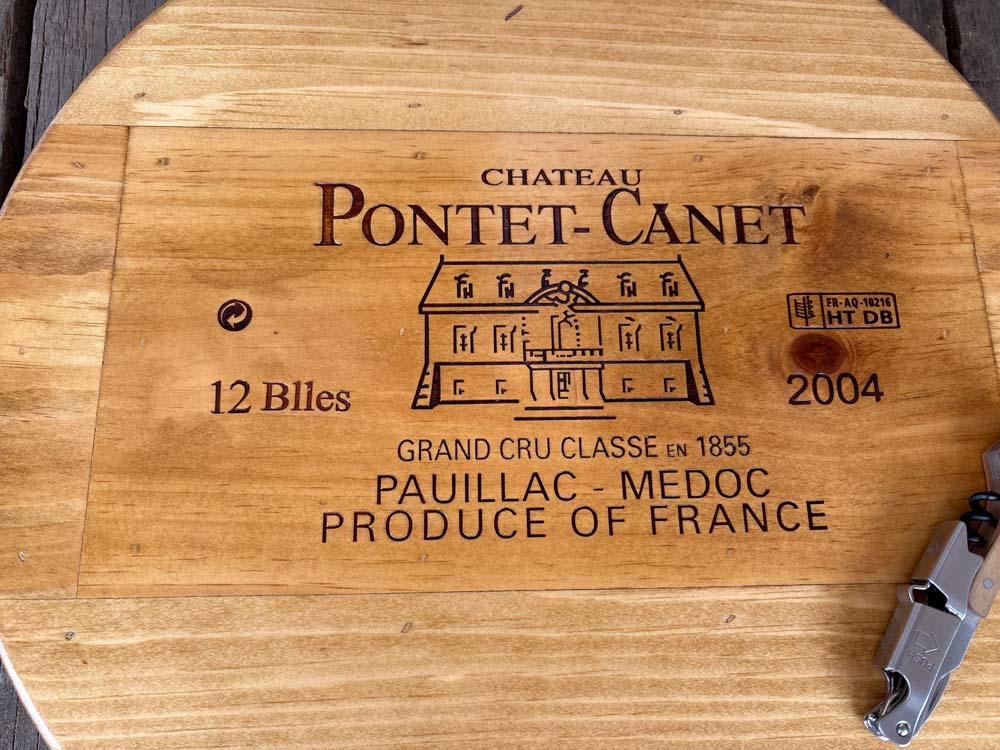 CHATEAU
PONTET-CANET
FR-AQ-10216
HT DB
12 Blles
2004
GRAND CRU CLASSE EN 1855
PAUILLAC - MEDOC
PRODUCE OF FRANCE
PUSH